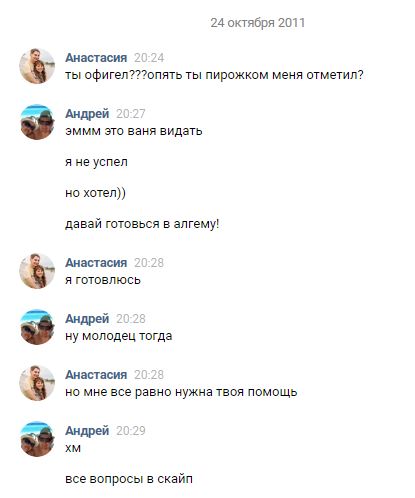 24 октября 2011
Анастасия 20:24
ты офигел???опять ты пирожком меня отметил?
Андрей 20:27
эммм это ваня видать
я не успел
но хотел))
давай готовься в алгему!
Анастасия 20:28
я готовлюсь
Андрей 20:28
ну молодец тогда
Анастасия 20:28
но мне все равно нужна твоя помощь
Андрей 20:29
хм
все вопросы в скайп